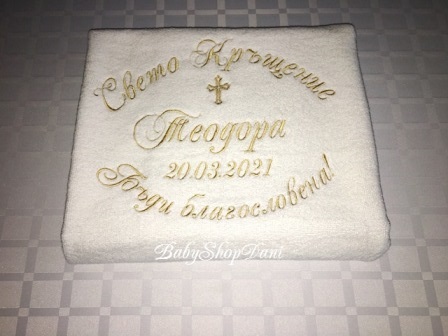 Свето Кръщение
Теодора
20.03.2021
Бъди благословена!
BabyShopDani